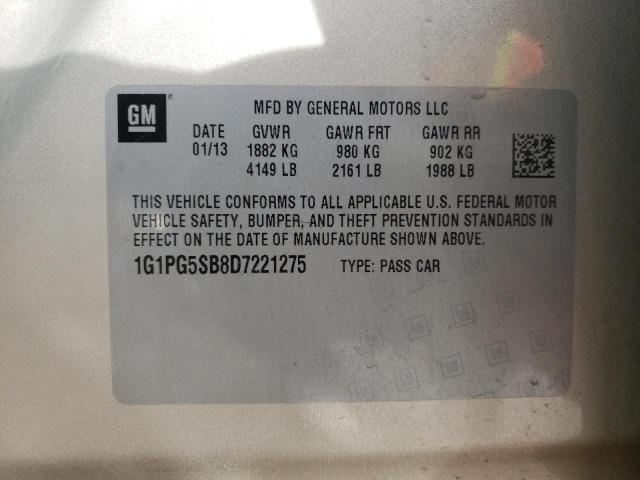 GM ® MFD BY GENERAL MOTORS LLC
DATE GVWR GAWR FRT GAWR RR
01/13 1882 KG 980 KG 902 KG
4149 LB 2161 LB 1988 LB
THIS VEHICLE CONFORMS TO ALL APPLICABLE U.S. FEDERAL MOTOR
VEHICLE SAFETY, BUMPER, AND THEFT PREVENTION STANDARDS IN
EFFECT ON THE DATE OF MANUFACTURE SHOWN ABOVE.
1G1PG5SB8D7221275 TYPE: PASS CAR
GM